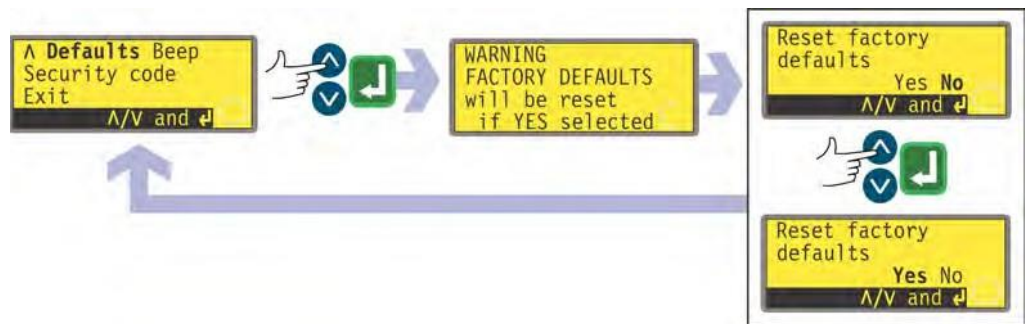 ∧ Defaults Beep
Security code
Exit
∧/∨ and ↵
WARNING
FACTORY DEFAULTS
will be reset
if YES selected
Reset factory
defaults
Yes No
∧/∨ and ↵
Reset factory
defaults
Yes No
∧/∨ and ↵